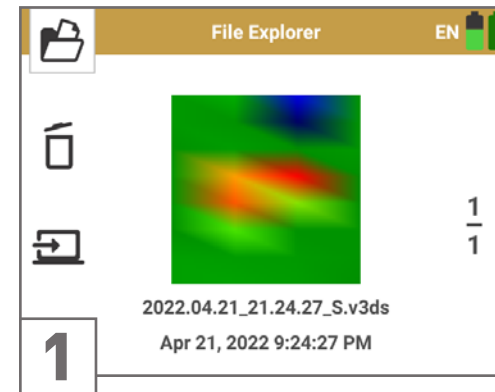 File Explorer EN
1
1
2022.04.21_21.24.27_S.v3ds
Apr 21, 2022 9:24:27 PM
1